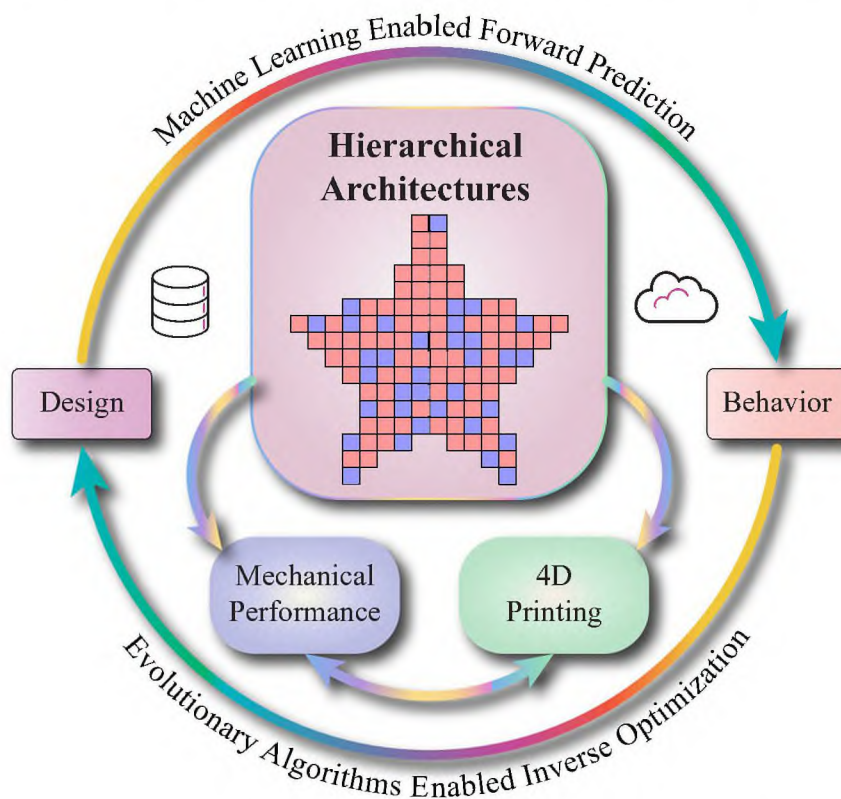 Machine Learning Enabled Forward Prediction
Hierarchical
Architectures
Design
Behavior
Mechanical
Performance
4D
Printing
Evolutionary Algorithms Enabled Inverse Optimization